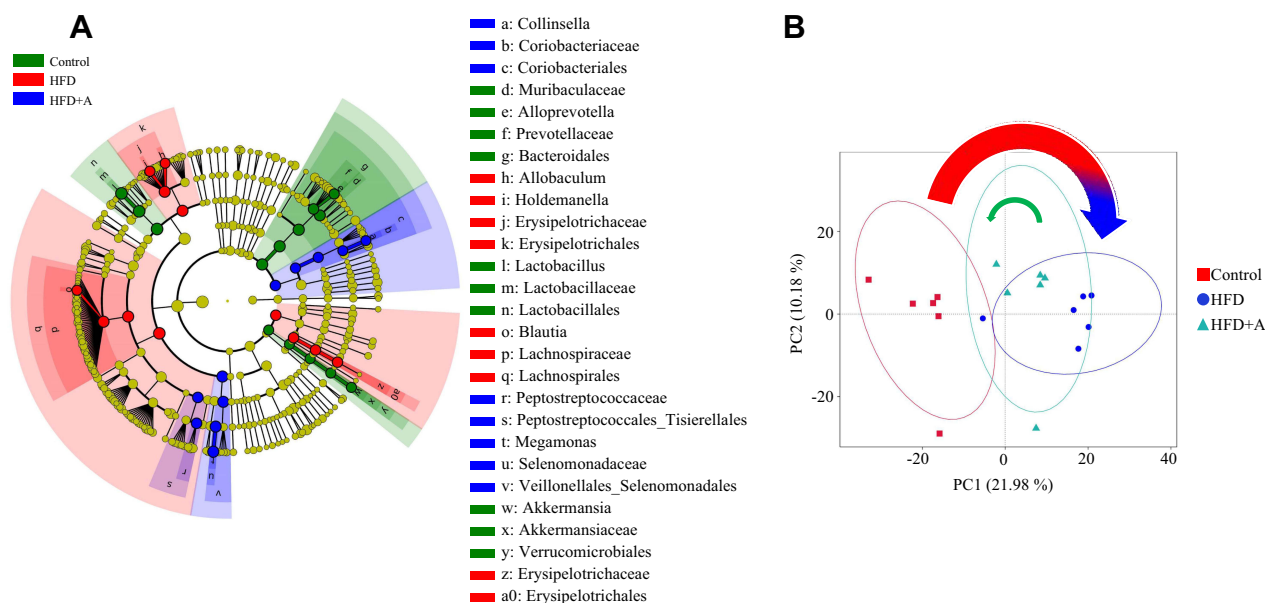 A
Control
HFD
HFD+A
k
j
n
m
g
d
f
c
b
q
p
o
s
r
v
u
w
x
y
z
a0
a: Collinsella
b: Coriobacteriaceae
c: Coriobacteriales
d: Muribaculaceae
e: Alloprevotella
f: Prevotellaceae
g: Bacteroidales
h: Allobaculum
i: Holdemanella
j: Erysipelotrichaceae
k: Erysipelotrichales
l: Lactobacillus
m: Lactobacillaceae
n: Lactobacillales
o: Blautia
p: Lachnospiraceae
q: Lachnospirales
r: Peptostreptococcaceae
s: Peptostreptococcales_Tisierellales
t: Megamonas
u: Selenomonadaceae
v: Veillonellales_Selenomonadales
w: Akkermansia
x: Akkermansiaceae
y: Verrucomicrobiales
z: Erysipelotrichaceae
a0: Erysipelotrichales
B
PC2 (10.18 %)
20
0
-20
-20
0
20
40
PC1 (21.98 %)
Control
HFD
HFD+A